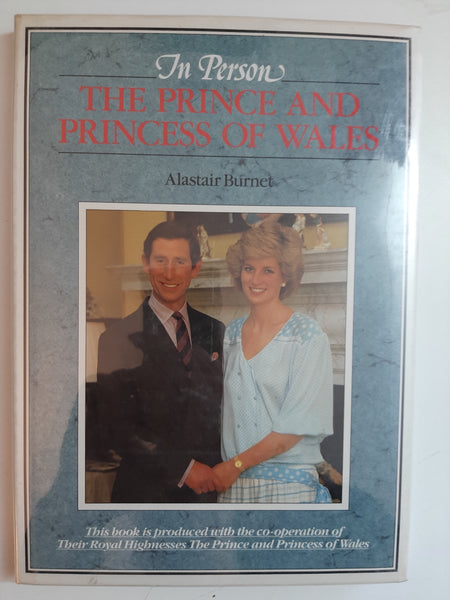 In Person
THE PRINCE AND
PRINCESS OF WALES
Alastair Burnet
This book is produced with the co-operation of
Their Royal Highnesses The Prince and Princess of Wales